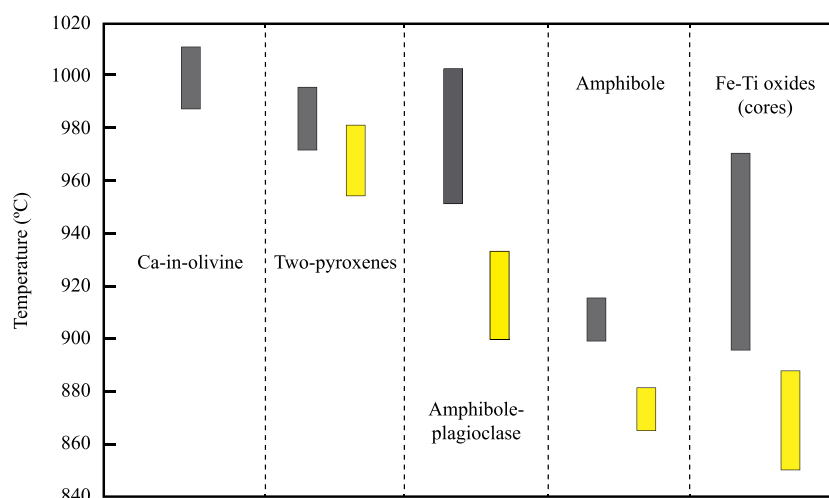 1020
1000
980
960
940
920
900
880
860
840
Temperature (ºC)
Ca-in-olivine
Two-pyroxenes
Amphibole-
plagioclase
Amphibole
Fe-Ti oxides
(cores)